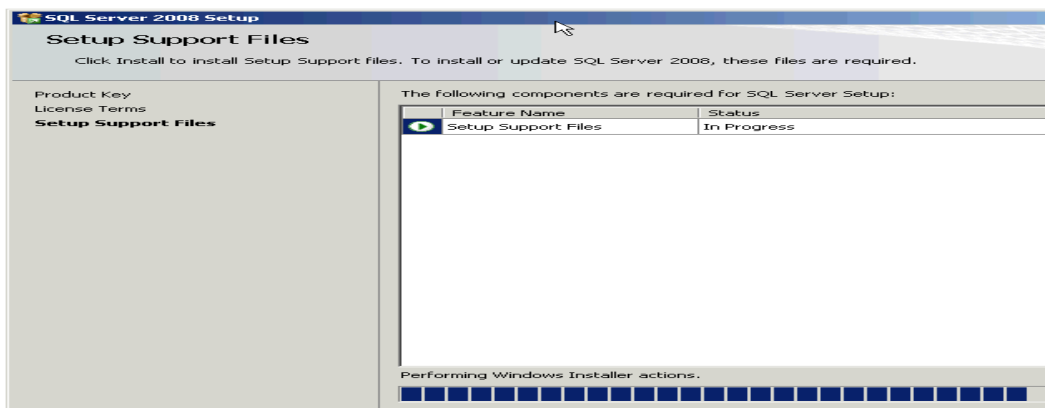 SQL Server 2008 Setup
Setup Support Files
Click Install to install Setup Support files. To install or update SQL Server 2008, these files are required.
Product Key
License Terms
Setup Support Files
The following components are required for SQL Server Setup:
Feature Name Status
Setup Support Files In Progress
Performing Windows Installer actions.